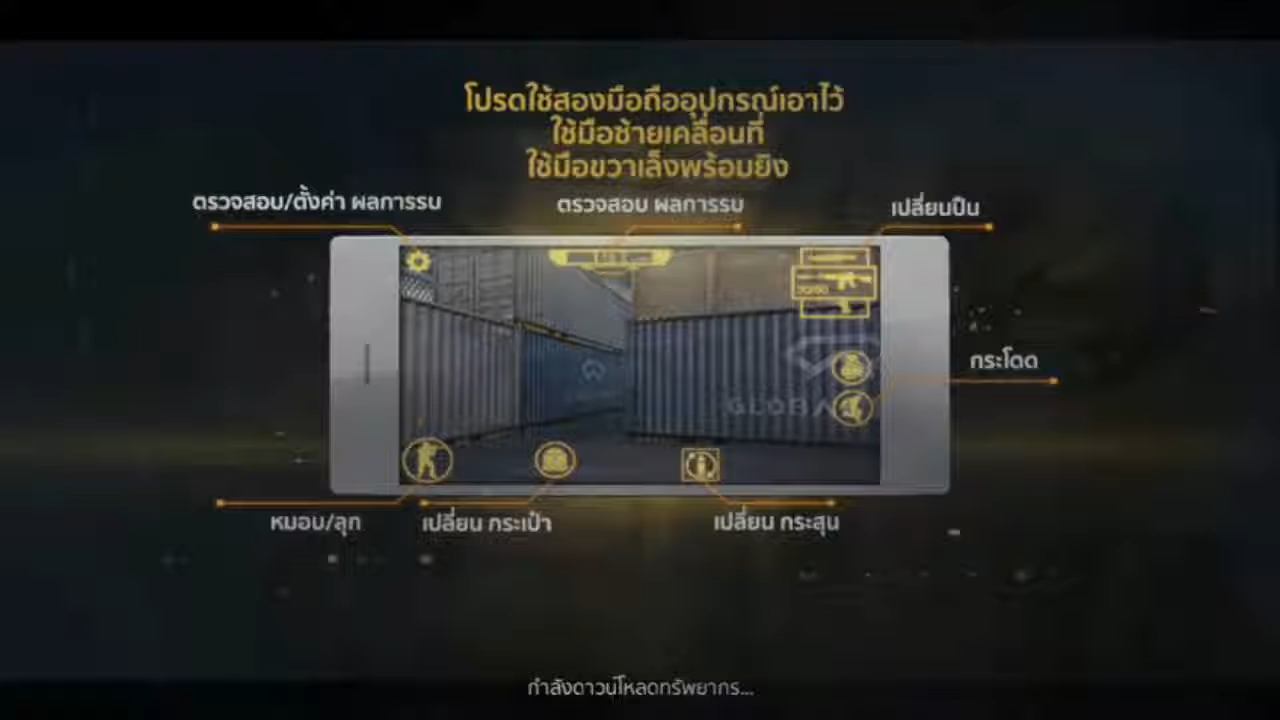 โปรดใช้สองมือถืออุปกรณ์เอาไว้
ใช้มือซ้ายเคลื่อนที่
ใช้มือขวาเล็งพร้อมยิง
ตรวจสอบ/ตั้งค่า ผลการรบ
ตรวจสอบ ผลการรบ
เปลี่ยนปืน
กระโดด
GLOBA
หมอบ/ลุก
เปลี่ยน กระเป๋า
เปลี่ยน กระสุน
กำลังดาวน์โหลดทรัพยากร...